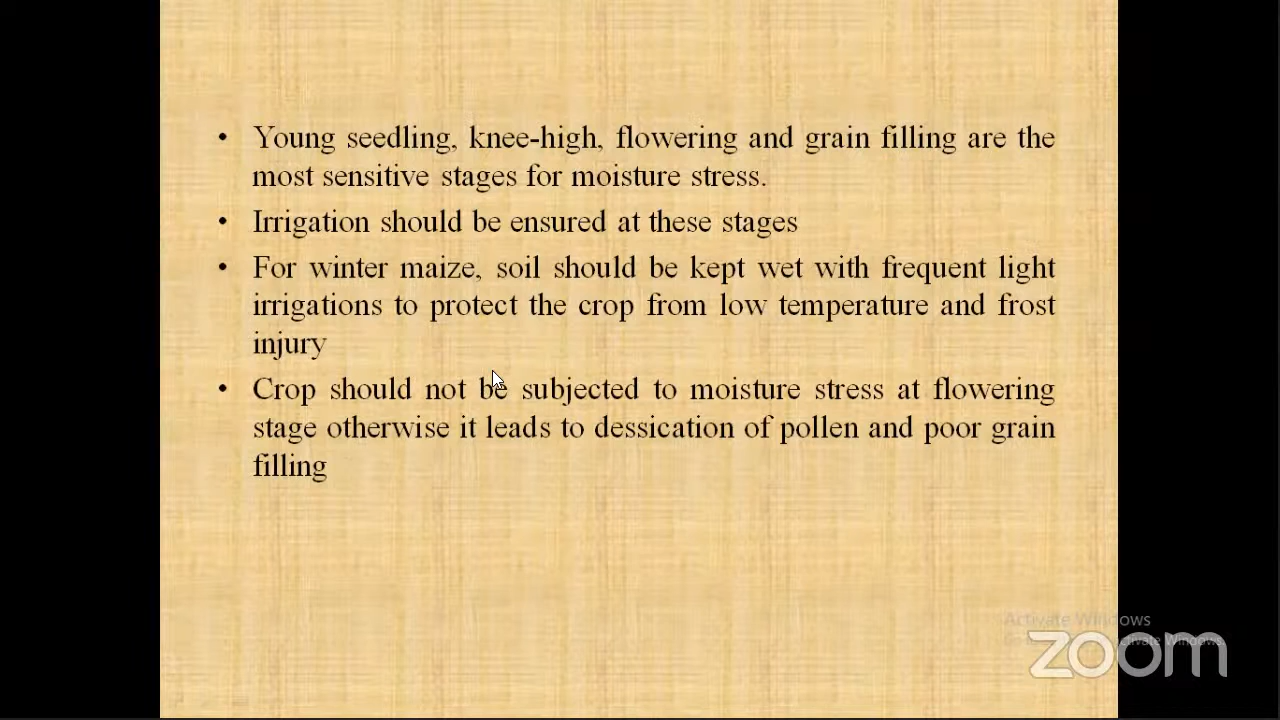 • Young seedling, knee-high, flowering and grain filling are the
most sensitive stages for moisture stress.
• Irrigation should be ensured at these stages
• For winter maize, soil should be kept wet with frequent light
irrigations to protect the crop from low temperature and frost
injury
• Crop should not be subjected to moisture stress at flowering
stage otherwise it leads to dessication of pollen and poor grain
filling
Activate Windows
zoom